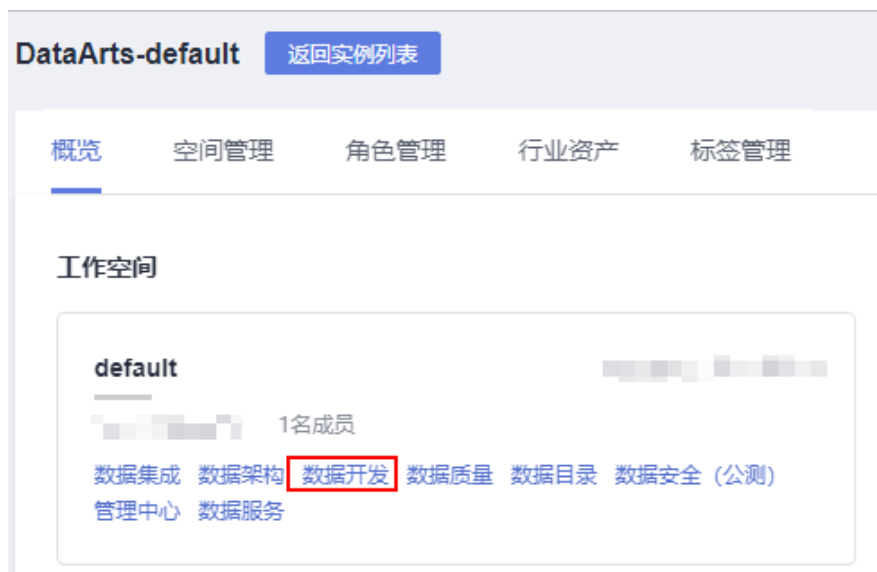 DataArts-default 返回实例列表
概览 空间管理 角色管理 行业资产 标签管理
工作空间
default
1名成员
数据集成 数据架构 数据开发 数据质量 数据目录 数据安全 (公测)
管理中心 数据服务